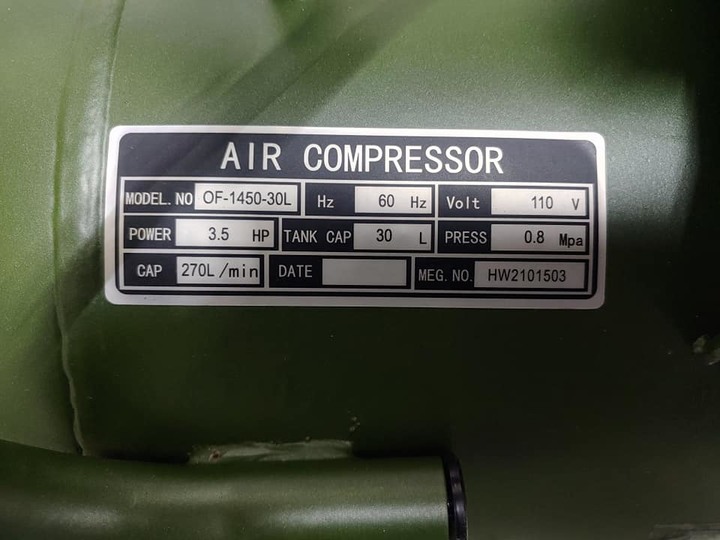 AIR COMPRESSOR
MODEL.NO OF-1450-30L Hz 60 Hz Volt 110 V
POWER 3.5 HP TANK CAP 30 L PRESS 0.8 Mpa
CAP 270L/min DATE MEG.NO. HW2101503